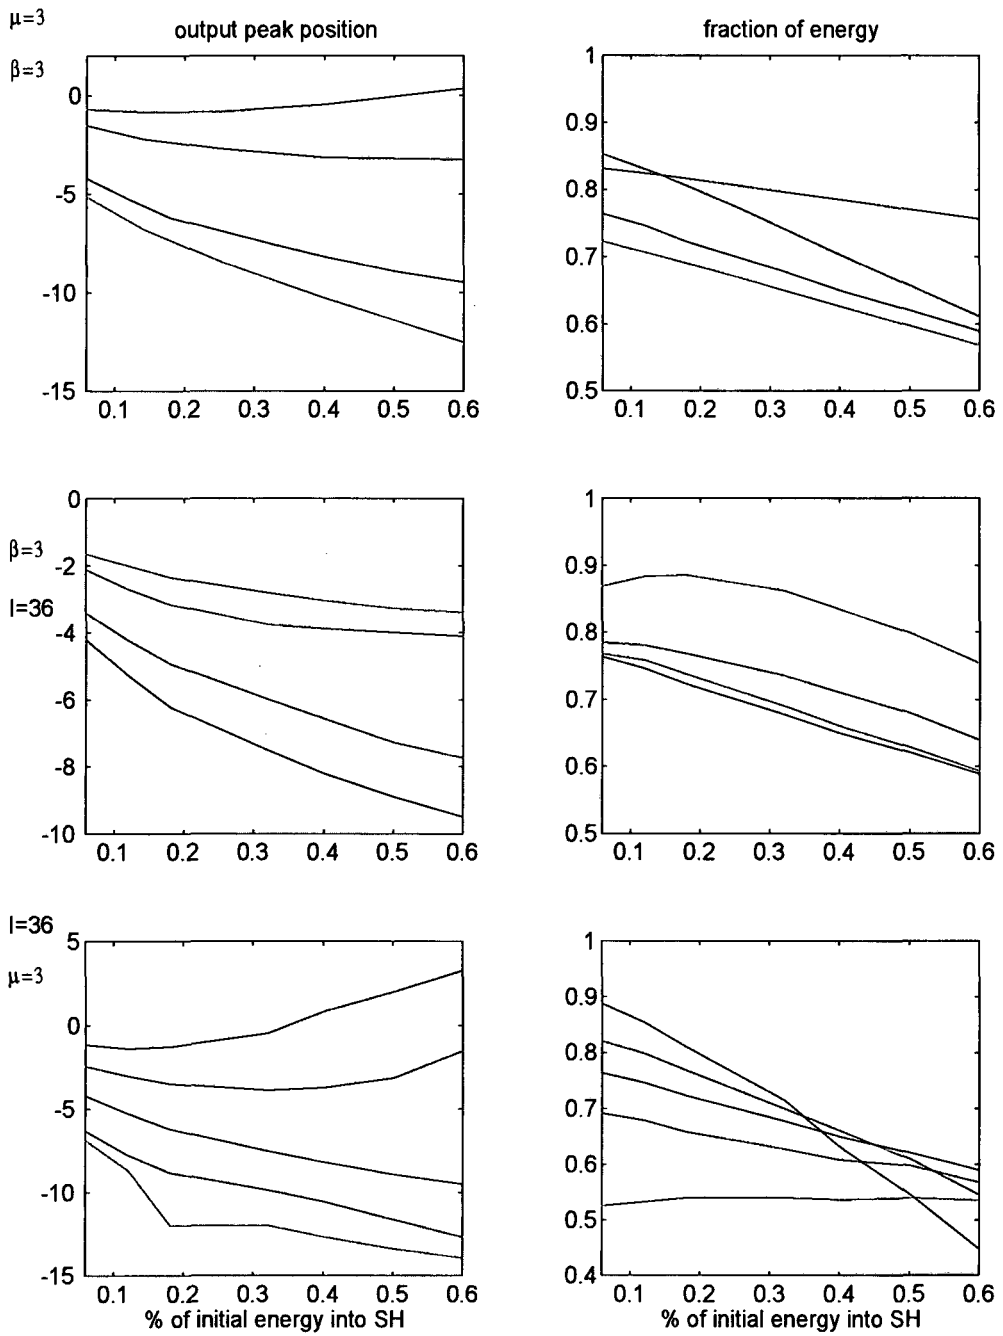 μ=3
output peak position
fraction of energy
β=3
0
-5
-10
-15
0.1 0.2 0.3 0.4 0.5 0.6
1
0.9
0.8
0.7
0.6
0.5
0.1 0.2 0.3 0.4 0.5 0.6
β=3
I=36
0
-2
-4
-6
-8
-10
0.1 0.2 0.3 0.4 0.5 0.6
1
0.9
0.8
0.7
0.6
0.5
0.1 0.2 0.3 0.4 0.5 0.6
I=36
μ=3
5
0
-5
-10
-15
0.1 0.2 0.3 0.4 0.5 0.6
% of initial energy into SH
1
0.9
0.8
0.7
0.6
0.5
0.4
0.1 0.2 0.3 0.4 0.5 0.6
% of initial energy into SH